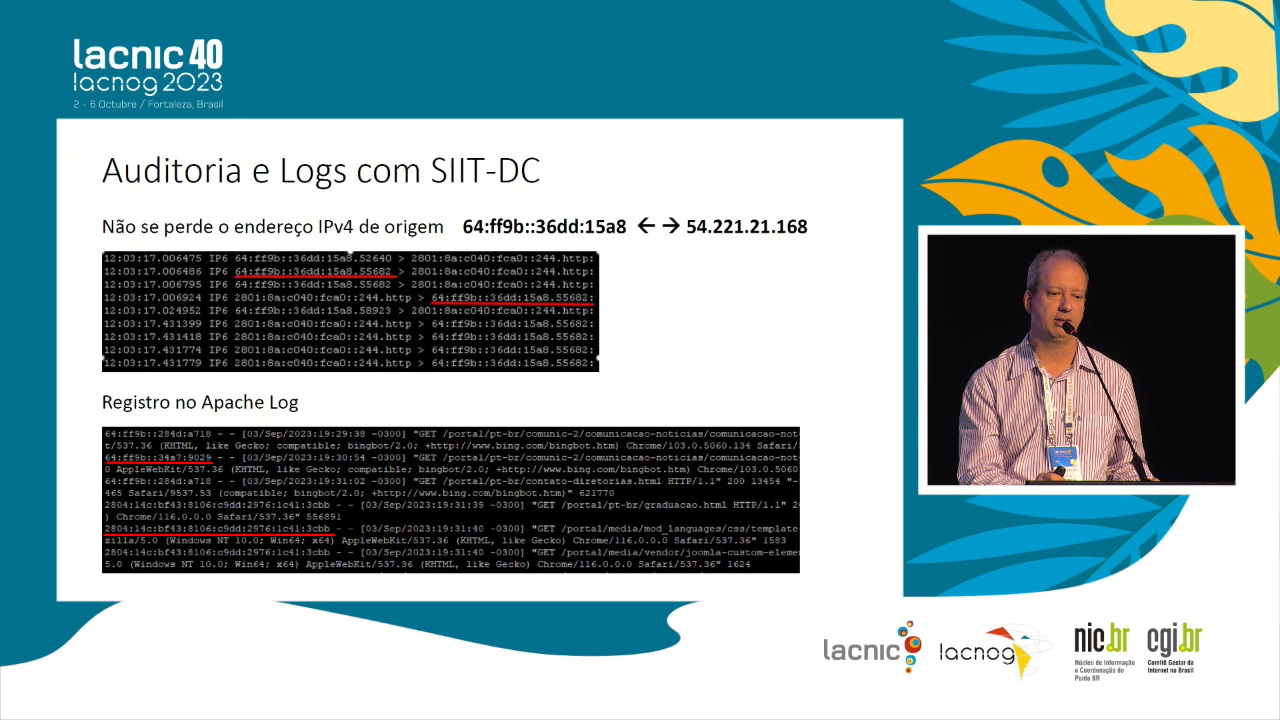 lacnic 40
lacnog 2023
2 - 6 Octubre / Fortaleza, Brasil
Auditoria e Logs com SIIT-DC
Não se perde o endereço IPv4 de origem 64:ff9b::36dd:15a8 ← → 54.221.21.168
12:03:17.006475 IP6 64:ff9b::36dd:15a8.52640 > 2801:8a:c040:fca0::244.http:
12:03:17.006486 IP6 64:ff9b::36dd:15a8.55682 > 2801:8a:c040:fca0::244.http:
12:03:17.006795 IP6 64:ff9b::36dd:15a8.55682 > 2801:8a:c040:fca0::244.http:
12:03:17.006924 IP6 2801:8a:c040:fca0::244.http > 64:ff9b::36dd:15a8.55682:
12:03:17.024952 IP6 64:ff9b::36dd:15a8.58923 > 2801:8a:c040:fca0::244.http:
12:03:17.431399 IP6 2801:8a:c040:fca0::244.http > 64:ff9b::36dd:15a8.55682:
12:03:17.431418 IP6 2801:8a:c040:fca0::244.http > 64:ff9b::36dd:15a8.55682:
12:03:17.431774 IP6 2801:8a:c040:fca0::244.http > 64:ff9b::36dd:15a8.55682:
12:03:17.431779 IP6 2801:8a:c040:fca0::244.http > 64:ff9b::36dd:15a8.55682:
Registro no Apache Log
64:ff9b::284d:a718 - - [03/Sep/2023:19:29:38 -0300] "GET /portal/pt-br/comunic-2/comunicacao-noticias/comunicacao-not
t/537.36 (KHTML, like Gecko; compatible; bingbot/2.0; +http://www.bing.com/bingbot.htm) Chrome/103.0.5060.134 Safari/
64:ff9b::34a7:9029 - - [03/Sep/2023:19:30:54 -0300] "GET /portal/pt-br/comunic-2/comunicacao-noticias/comunicacao-not
0 AppleWebKit/537.36 (KHTML, like Gecko; compatible; bingbot/2.0; +http://www.bing.com/bingbot.htm) Chrome/103.0.5060
64:ff9b::284d:a718 - - [03/Sep/2023:19:31:02 -0300] "GET /portal/pt-br/contato-diretorias.html HTTP/1.1" 200 13454 "-
465 Safari/9537.53 (compatible; bingbot/2.0; +http://www.bing.com/bingbot.htm)" 621770
2804:14c:bf43:8106:c9dd:2976:1c41:3cbb - - [03/Sep/2023:19:31:39 -0300] "GET /portal/pt-br/graducao.html HTTP/1.1" 20
) Chrome/116.0.0.0 Safari/537.36" 556891
2804:14c:bf43:8106:c9dd:2976:1c41:3cbb - - [03/Sep/2023:19:31:40 -0300] "GET /portal/media/mod_languages/css/template
zilla/5.0 (Windows NT 10.0; Win64; x64) AppleWebKit/537.36 (KHTML, like Gecko) Chrome/116.0.0.0 Safari/537.36" 1583
2804:14c:bf43:8106:c9dd:2976:1c41:3cbb - - [03/Sep/2023:19:31:40 -0300] "GET /portal/media/vendor/joomla-custom-eleme
5.0 (Windows NT 10.0; Win64; x64) AppleWebKit/537.36 (KHTML, like Gecko) Chrome/116.0.0.0 Safari/537.36" 1624
lacnic
lacnog
nic.br
Núcleo de Informação
e Coordenação do
Ponto BR
cgi.br
Comitê Gestor da
Internet no Brasil